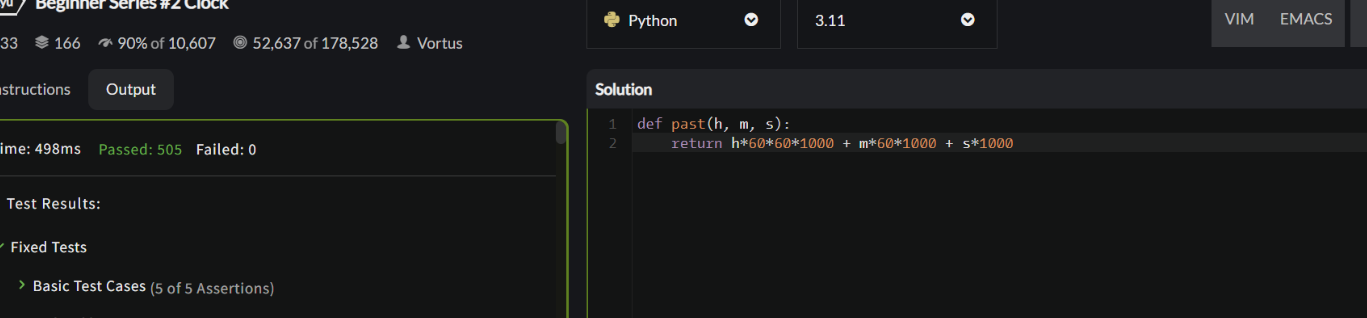 yu Beginner Series #2 Clock
33 166 90% of 10,607 52,637 of 178,528 Vortus
nstructions Output
ime: 498ms Passed: 505 Failed: 0
Test Results:
Fixed Tests
Basic Test Cases (5 of 5 Assertions)
Python 3.11 VIM EMACS
Solution
1 def past(h, m, s):
2 return h*60*60*1000 + m*60*1000 + s*1000